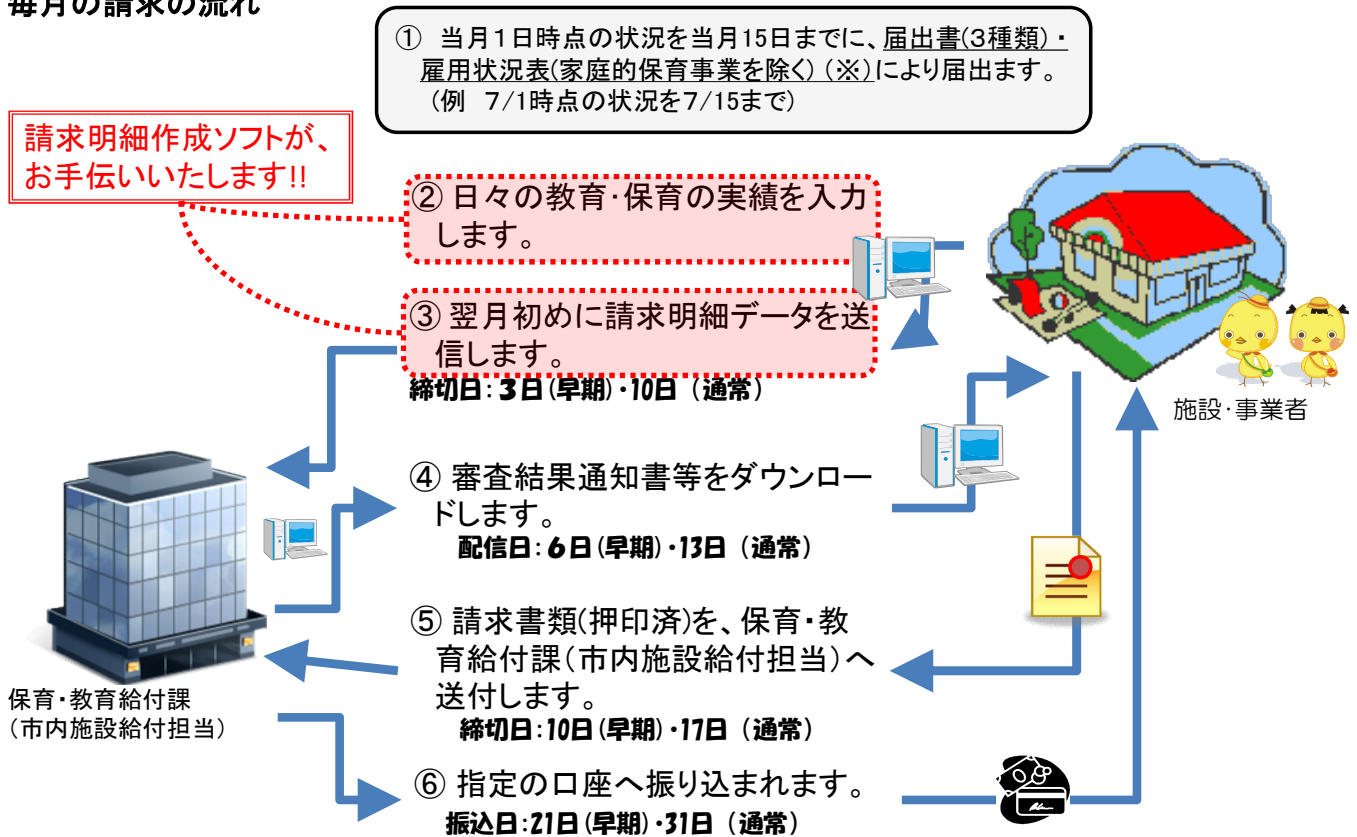 毎月の請求の流れ
① 当月1日時点の状況を当月15日までに、届出書(3種類)・
雇用状況表(家庭的保育事業を除く)(※)により届出ます。
(例 7/1時点の状況を7/15まで)
請求明細作成ソフトが、
お手伝いいたします!!
② 日々の教育・保育の実績を入力
します。
③ 翌月初めに請求明細データを送
信します。
締切日:3日(早期)・10日(通常)
施設・事業者
④ 審査結果通知書等をダウンロー
ドします。
配信日:6日(早期)・13日(通常)
⑤ 請求書類(押印済)を、保育・教
育給付課(市内施設給付担当)へ
送付します。
締切日:10日(早期)・17日(通常)
保育・教育給付課
(市内施設給付担当)
⑥ 指定の口座へ振り込まれます。
振込日:21日(早期)・31日(通常)